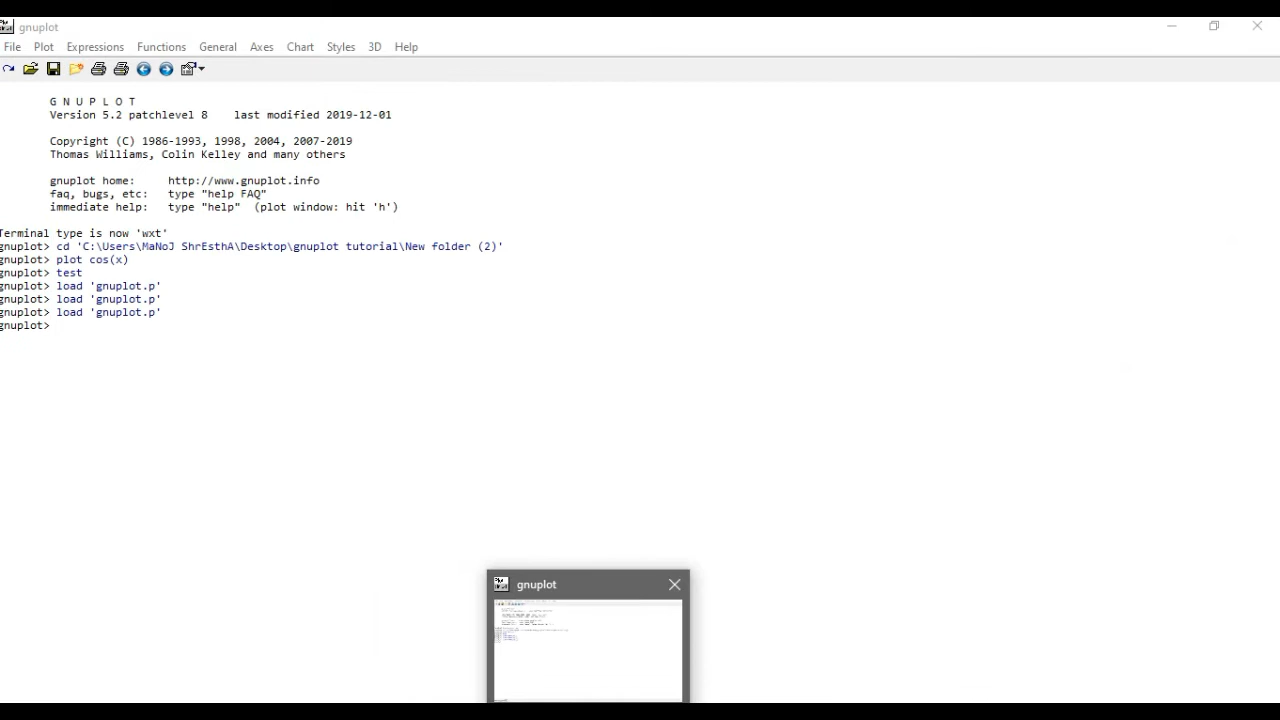 gnuplot
File Plot Expressions Functions General Axes Chart Styles 3D Help
G N U P L O T
Version 5.2 patchlevel 8 last modified 2019-12-01
Copyright (C) 1986-1993, 1998, 2004, 2007-2019
Thomas Williams, Colin Kelley and many others
gnuplot home: http://www.gnuplot.info
faq, bugs, etc: type "help FAQ"
immediate help: type "help" (plot window: hit 'h')
Terminal type is now 'wxt'
gnuplot> cd 'C:\Users\MaNoJ ShrEsthA\Desktop\gnuplot tutorial\New folder (2)'
gnuplot> plot cos(x)
gnuplot> test
gnuplot> load 'gnuplot.p'
gnuplot> load 'gnuplot.p'
gnuplot> load 'gnuplot.p'
gnuplot>
gnuplot